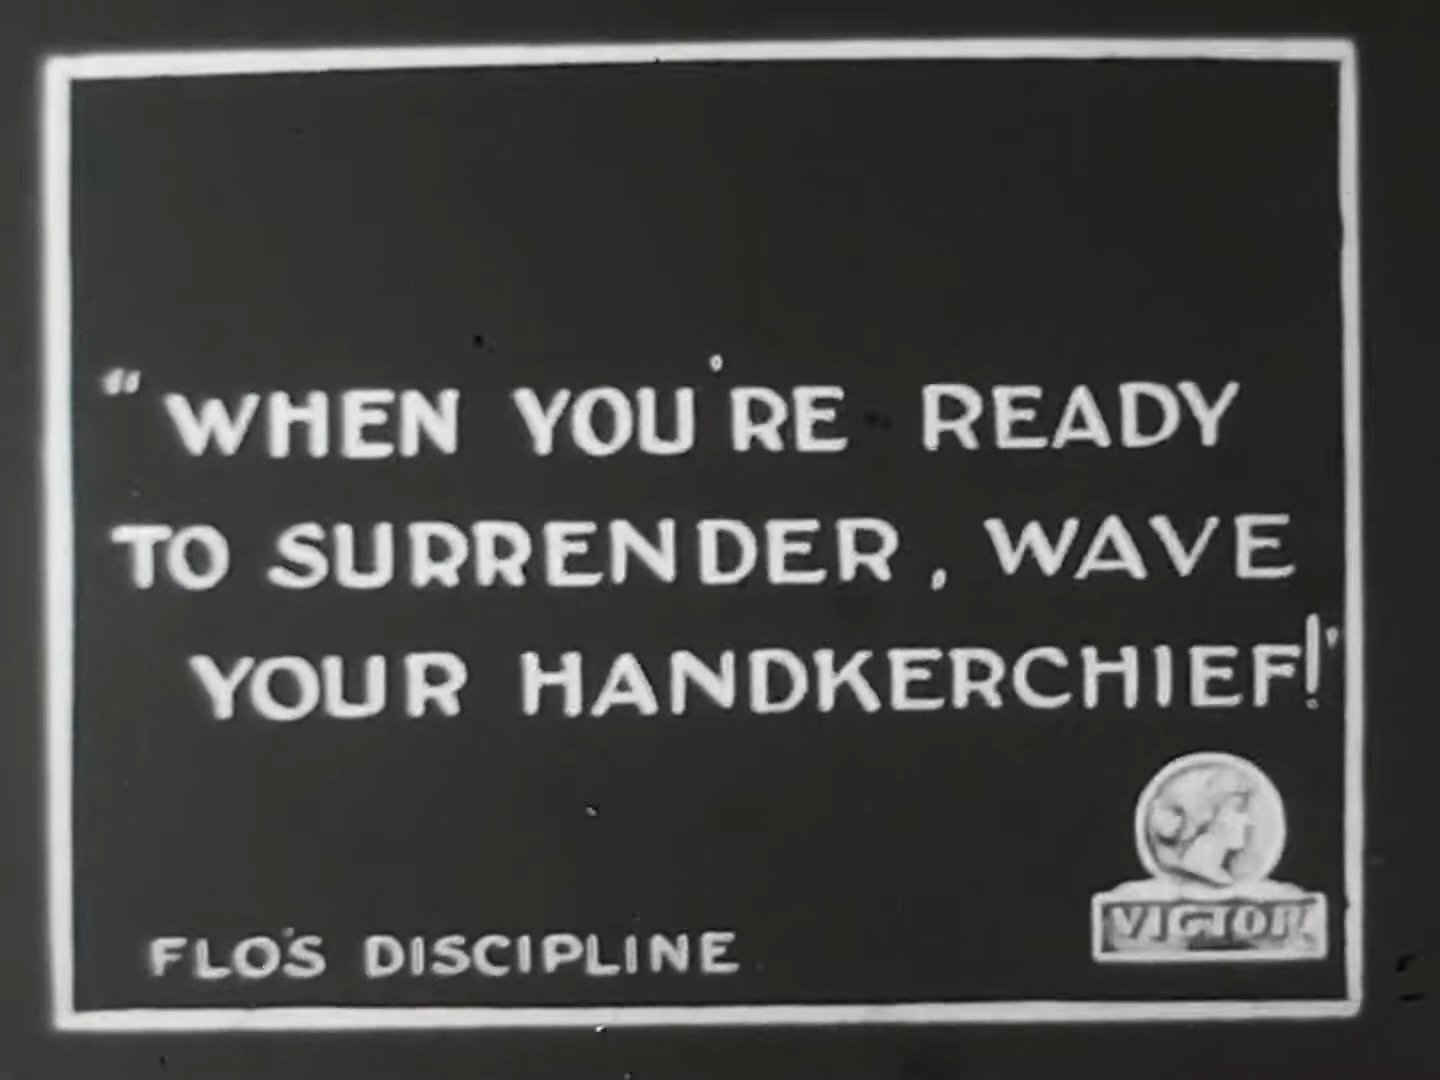 "WHEN YOU'RE READY
TO SURRENDER, WAVE
YOUR HANDKERCHIEF!"
VICTOR
FLO'S DISCIPLINE